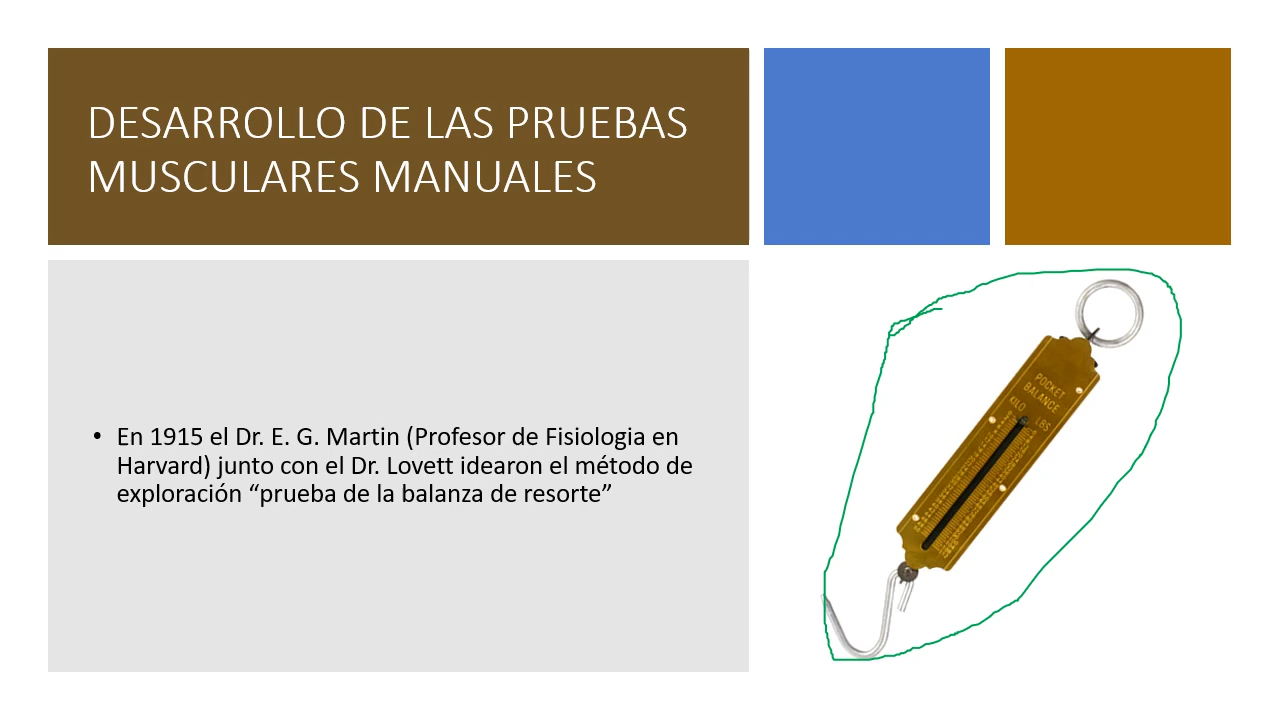 DESARROLLO DE LAS PRUEBAS
MUSCULARES MANUALES
• En 1915 el Dr. E. G. Martin (Profesor de Fisiologia en
Harvard) junto con el Dr. Lovett idearon el método de
exploración “prueba de la balanza de resorte”
POCKET
BALANCE
KILO LBS